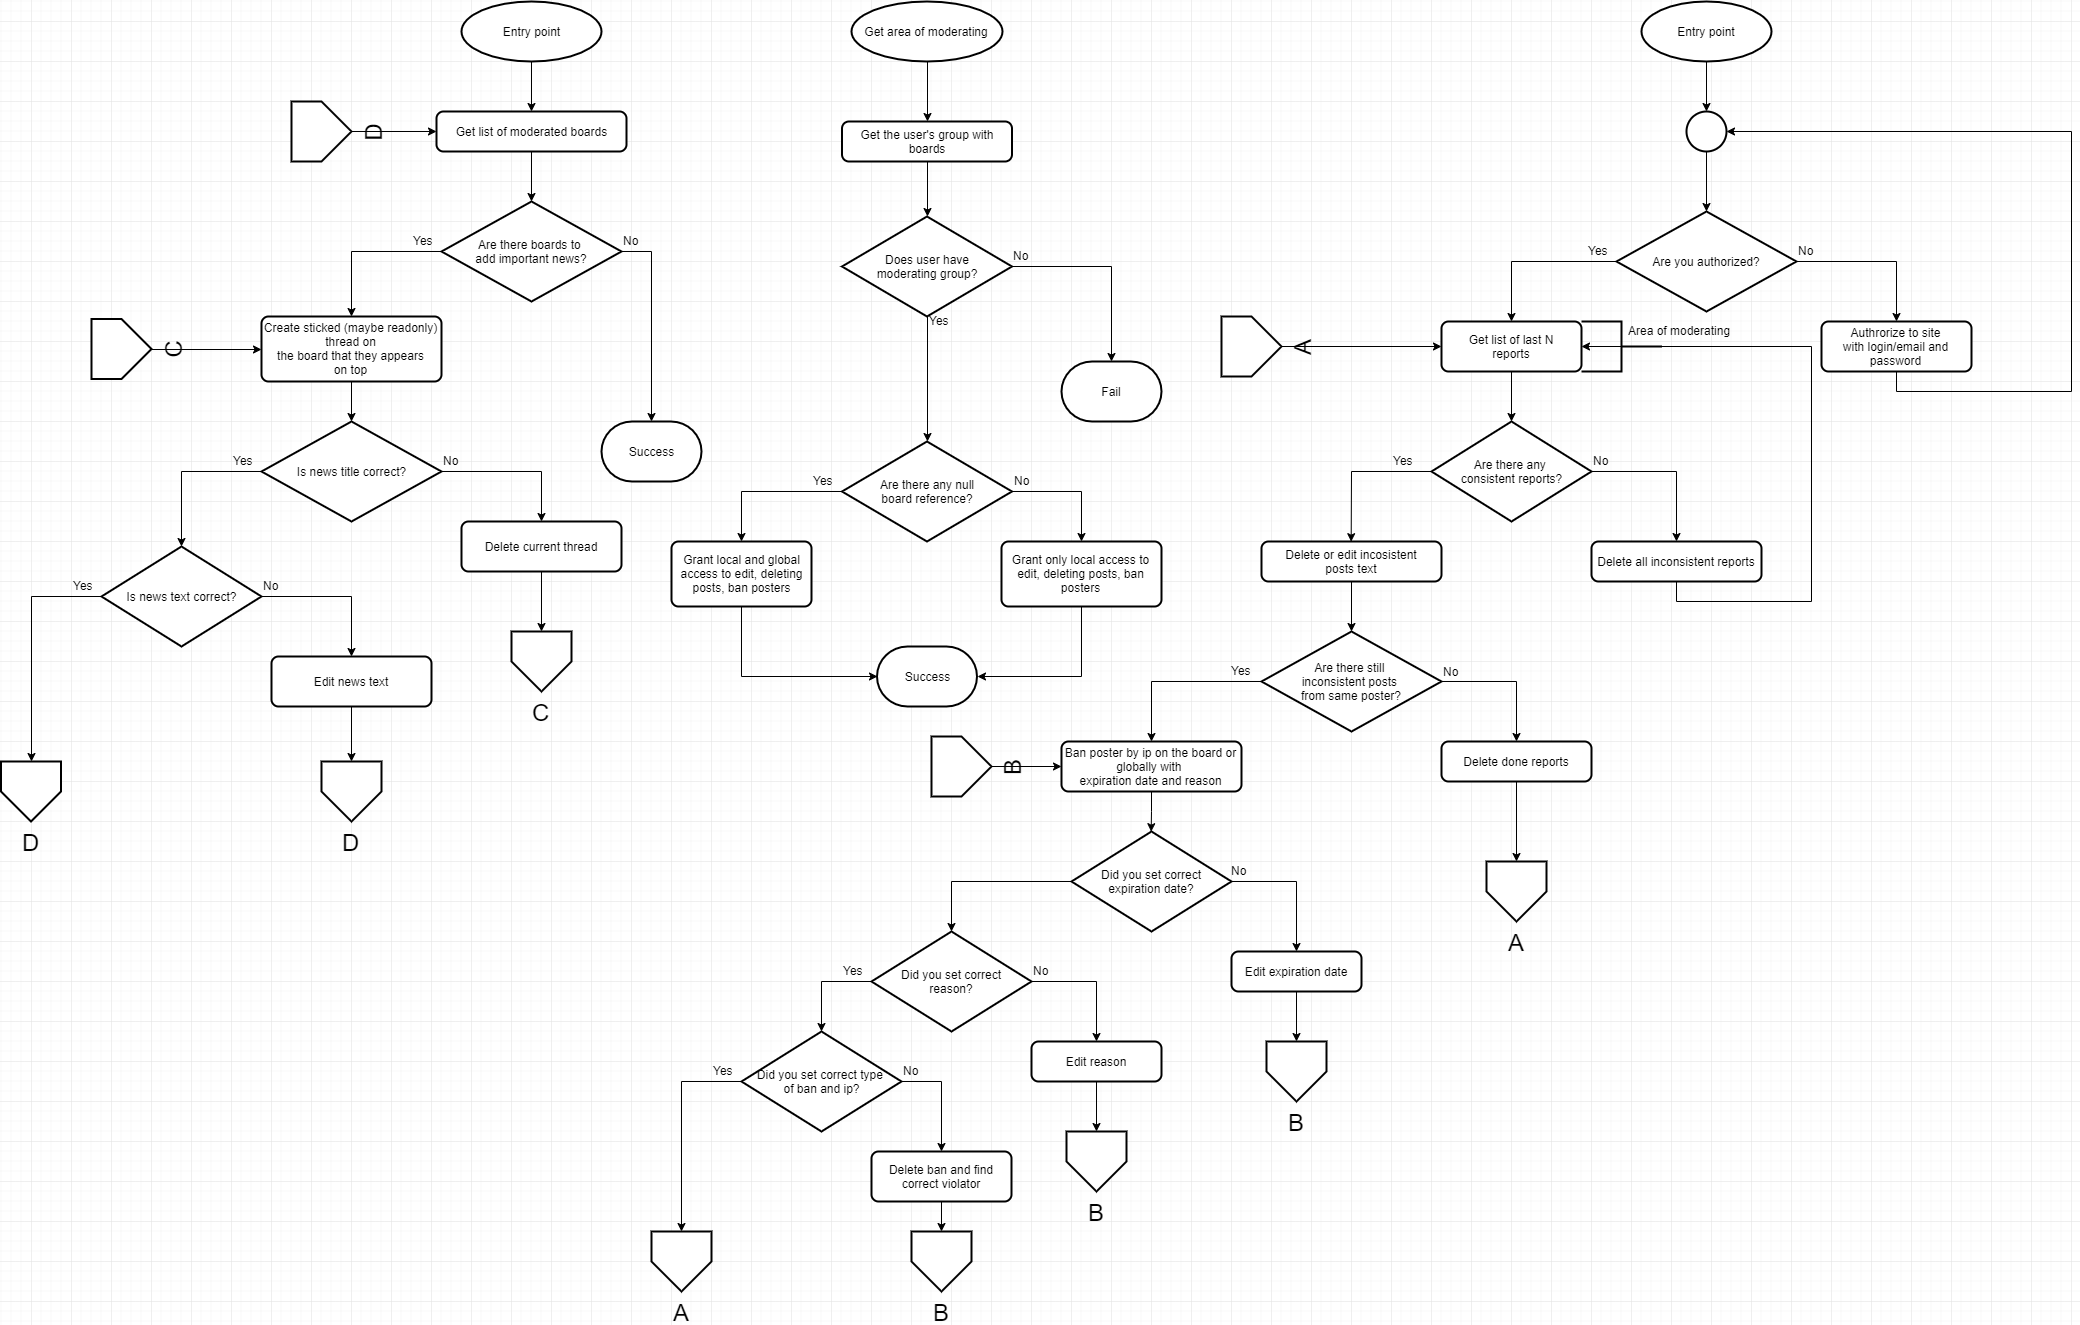 Entry point
Get area of moderating
Entry point
D
Get list of moderated boards
Get the user's group with
boards
Yes
Are there boards to
add important news?
No
Does user have
moderating group?
No
Yes
Yes
Are you authorized?
No
C
Create sticked (maybe readonly)
thread on
the board that they appears
on top
A
Get list of last N
reports
Area of moderating
Authrorize to site
with login/email and
password
Fail
Success
Yes
Is news title correct?
No
Yes
Are there any null
board reference?
No
Yes
Are there any
consistent reports?
No
Delete current thread
Grant local and global
access to edit, deleting
posts, ban posters
Grant only local access to
edit, deleting posts, ban
posters
Delete or edit incosistent
posts text
Delete all inconsistent reports
Yes
Is news text correct?
No
Edit news text
C
Success
Yes
Are there still
inconsistent posts
from same poster?
No
B
Ban poster by ip on the board or
globally with
expiration date and reason
Delete done reports
D
D
Did you set correct
expiration date?
No
A
Yes
Did you set correct
reason?
No
Edit expiration date
Yes
Did you set correct type
of ban and ip?
No
Edit reason
B
Delete ban and find
correct violator
B
A
B